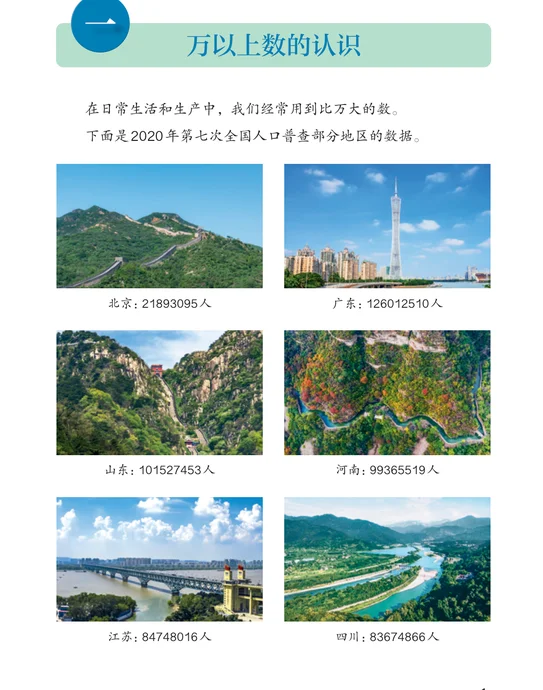 一
万以上数的认识
在日常生活和生产中，我们经常用到比万大的数。
下面是2020年第七次全国人口普查部分地区的数据。
北京：21893095人
广东：126012510人
山东：101527453人
河南：99365519人
江苏：84748016人
四川：83674866人